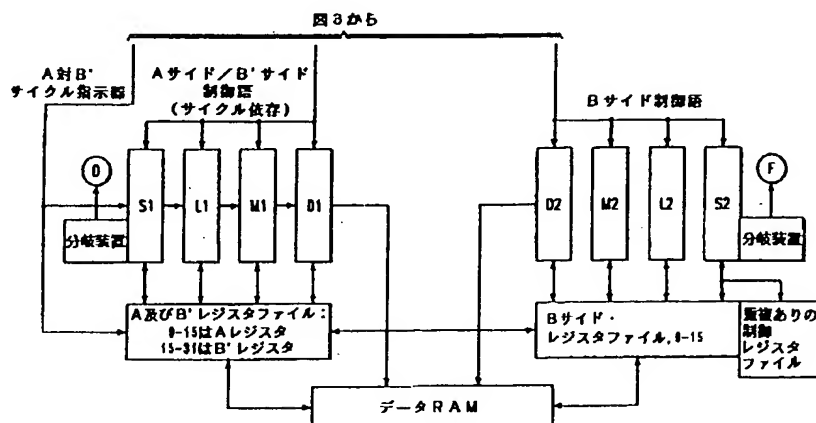 図3から
A対B'
サイクル指示器
Aサイド/B'サイド
制御語
(サイクル依存)
Bサイド制御語
D
S1
L1
M1
D1
D2
M2
L2
S2
F
分岐装置
分岐装置
A及びB'レジスタファイル:
0-15はAレジスタ
15-31はB'レジスタ
Bサイド・
レジスタファイル,0-15
重複ありの
制御
レジスタ
ファイル
データRAM